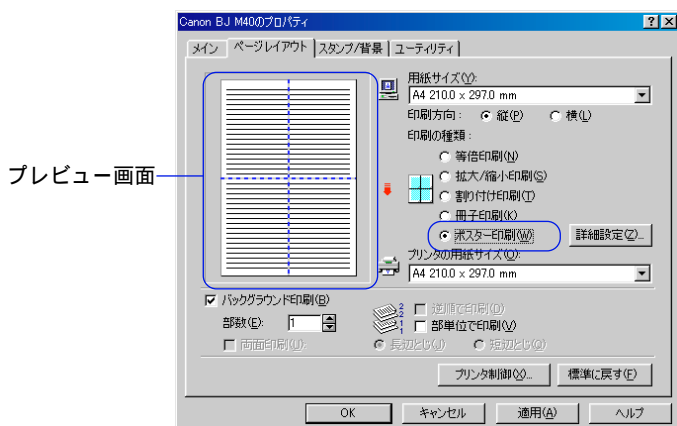 Canon BJ M40のプロパティ
メイン ページレイアウト スタンプ/背景 ユーティリティ
用紙サイズ(Y):
A4 210.0 x 297.0 mm
印刷方向： 縦(P) 横(L)
印刷の種類：
等倍印刷(N)
拡大/縮小印刷(S)
割り付け印刷(T)
冊子印刷(K)
ポスター印刷(W) 詳細設定(Z)...
プリンタの用紙サイズ(O):
A4 210.0 x 297.0 mm
プレビュー画面
バックグラウンド印刷(B)
部数(E): 1
両面印刷(U):
逆順で印刷(D)
部単位で印刷(V)
長辺とじ(J) 短辺とじ(Q)
プリンタ制御(X)... 標準に戻す(F)
OK キャンセル 適用(A) ヘルプ